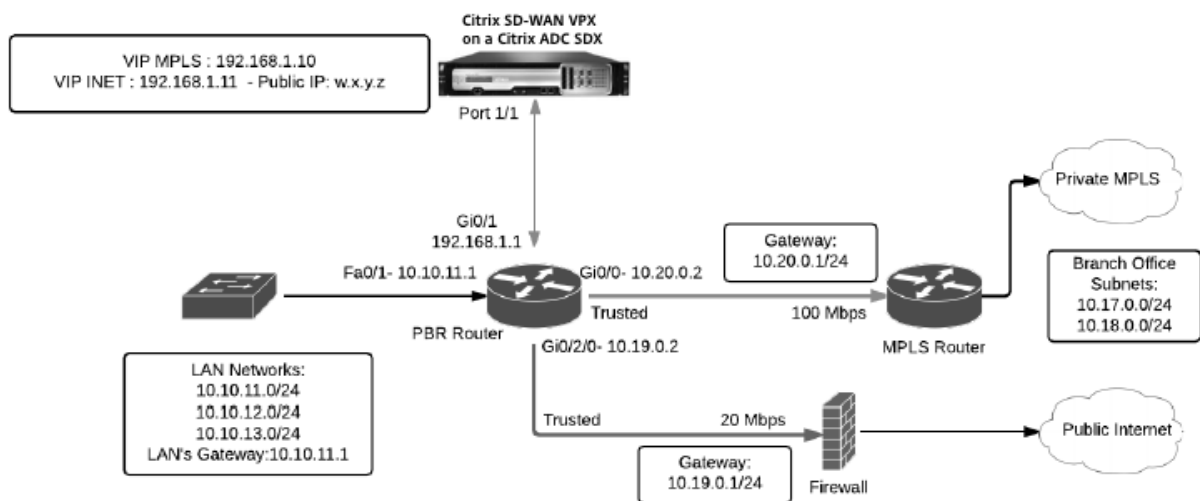 Citrix SD-WAN VPX
on a Citrix ADC SDX
VIP MPLS : 192.168.1.10
VIP INET : 192.168.1.11 - Public IP: w.x.y.z
Port 1/1
Private MPLS
Gi0/1
192.168.1.1
Gateway:
10.20.0.1/24
Fa0/1- 10.10.11.1
Gi0/0- 10.20.0.2
Branch Office
Subnets:
10.17.0.0/24
10.18.0.0/24
Trusted
100 Mbps
PBR Router
MPLS Router
Gi0/2/0- 10.19.0.2
LAN Networks:
10.10.11.0/24
10.10.12.0/24
10.10.13.0/24
LAN's Gateway:10.10.11.1
Trusted
20 Mbps
Public Internet
Gateway:
10.19.0.1/24
Firewall